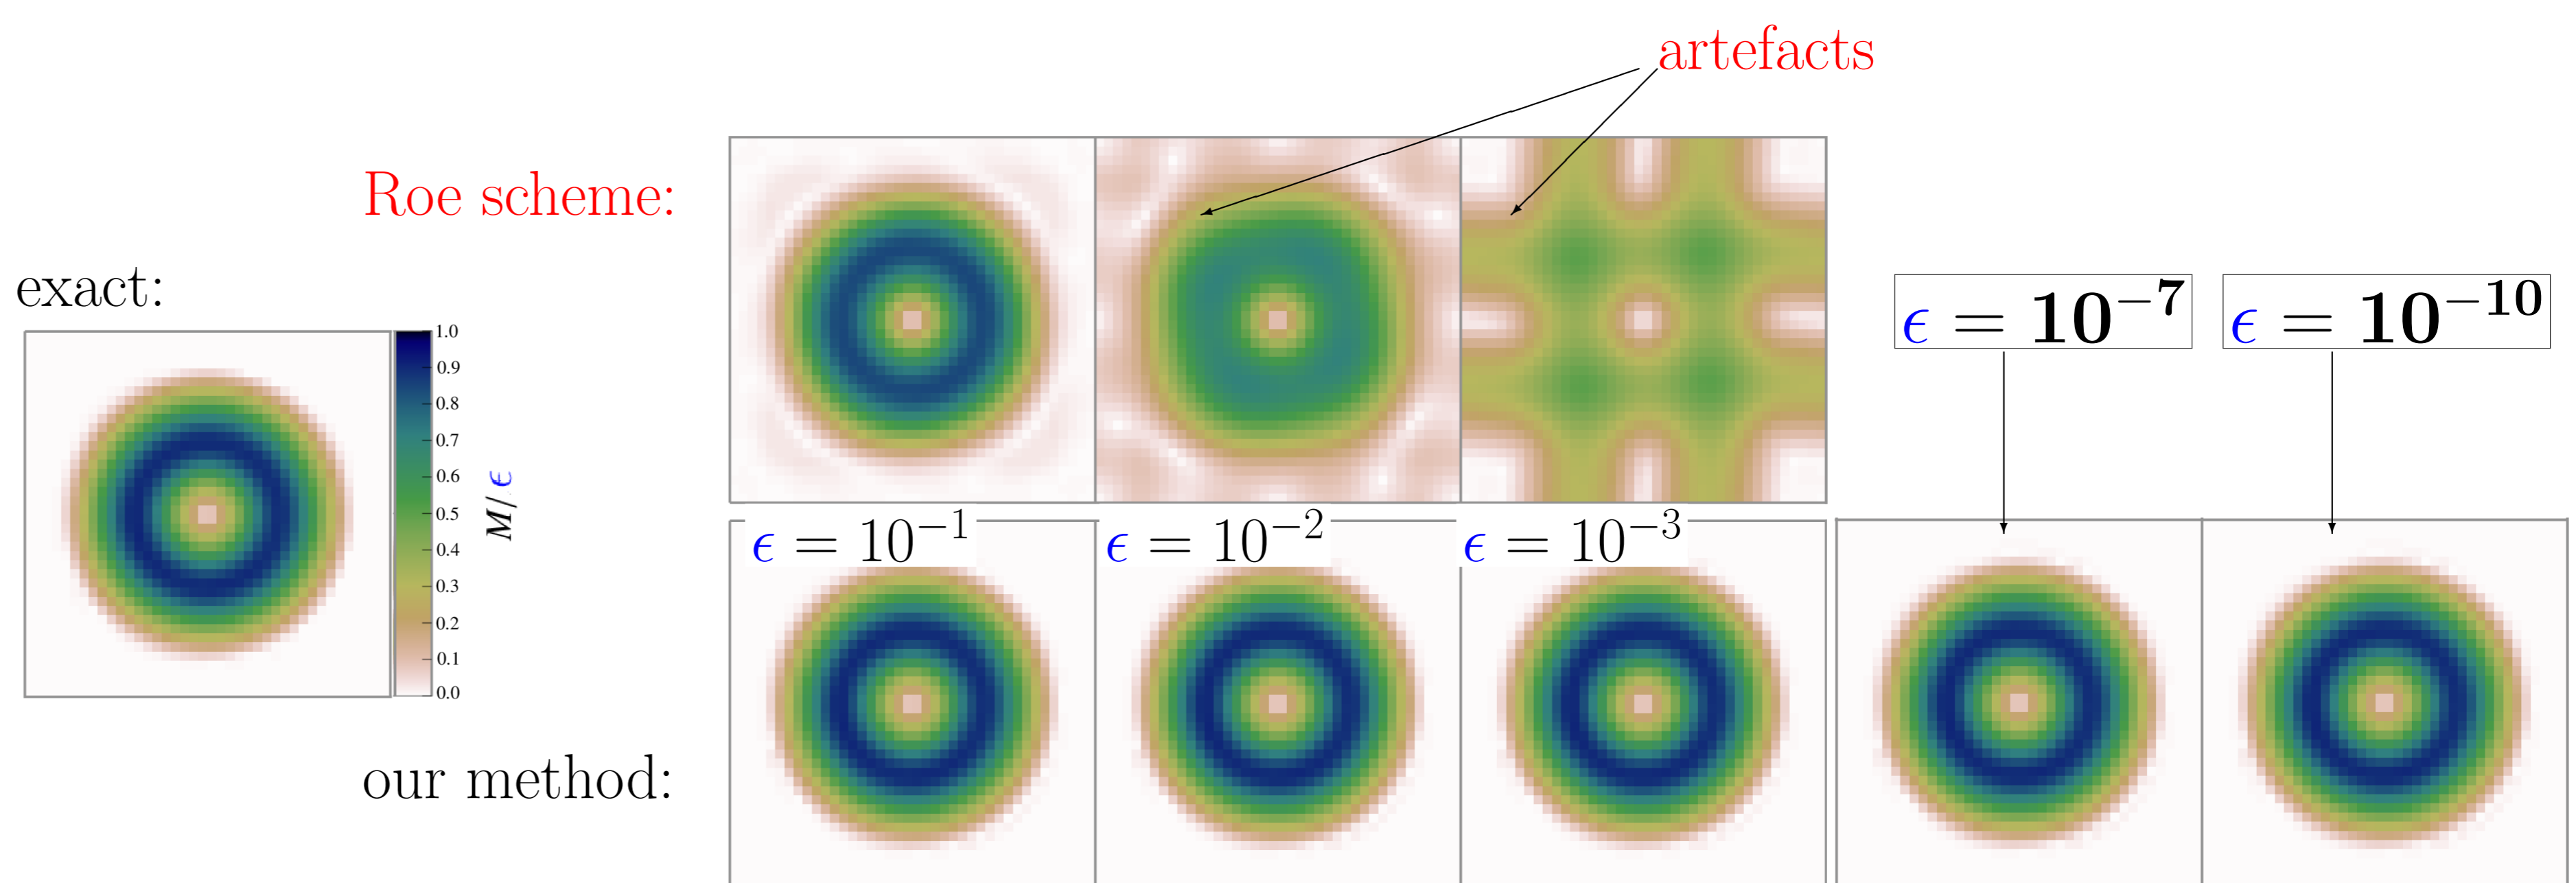 artefacts
Roe scheme:
exact:
1.0
0.9
0.8
0.7
0.6
0.5
0.4
0.3
0.2
0.1
0.0
M/ϵ
ϵ = 10⁻⁷
ϵ = 10⁻¹⁰
ϵ = 10⁻¹
ϵ = 10⁻²
ϵ = 10⁻³
our method: